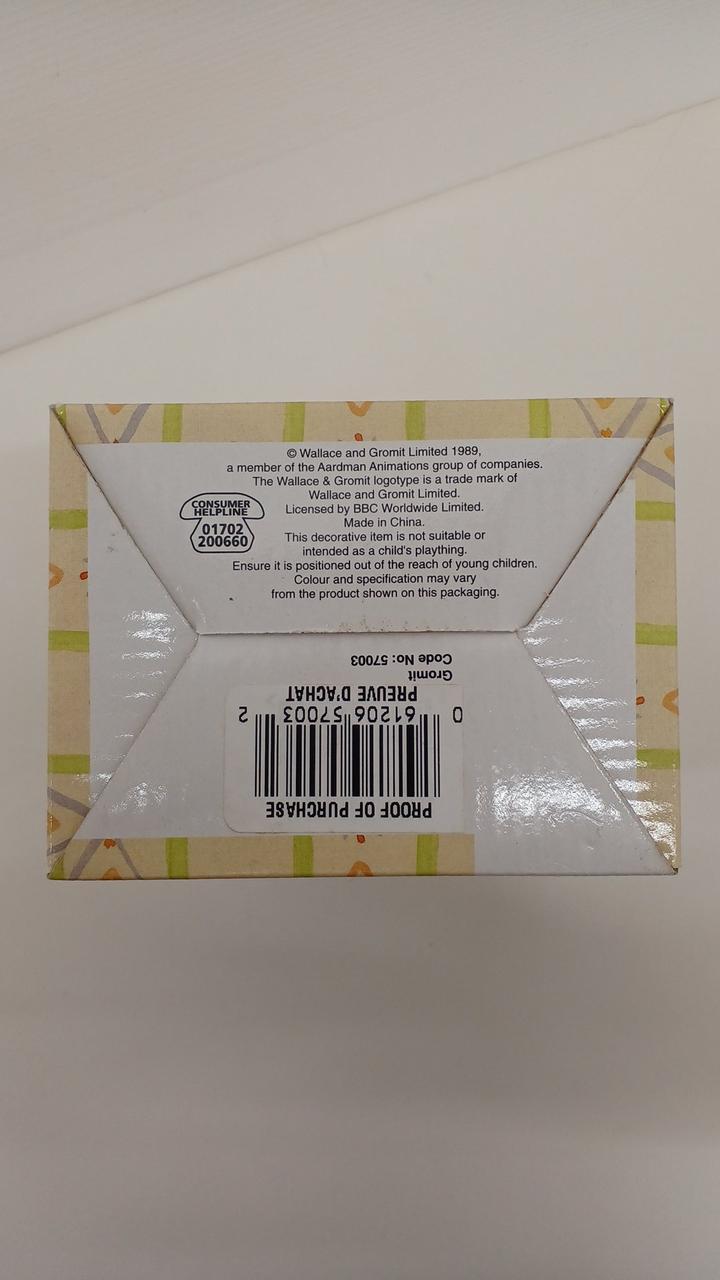 © Wallace and Gromit Limited 1989,
a member of the Aardman Animations group of companies.
The Wallace & Gromit logotype is a trade mark of
Wallace and Gromit Limited.
Licensed by BBC Worldwide Limited.
Made in China.
This decorative item is not suitable or
intended as a child's plaything.
Ensure it is positioned out of the reach of young children.
Colour and specification may vary
from the product shown on this packaging.
CONSUMER
HELPLINE
01702
200660
PROOF OF PURCHASE
0 61206 57003 2
PREUVE D'ACHAT
Gromit
Code No: 57003